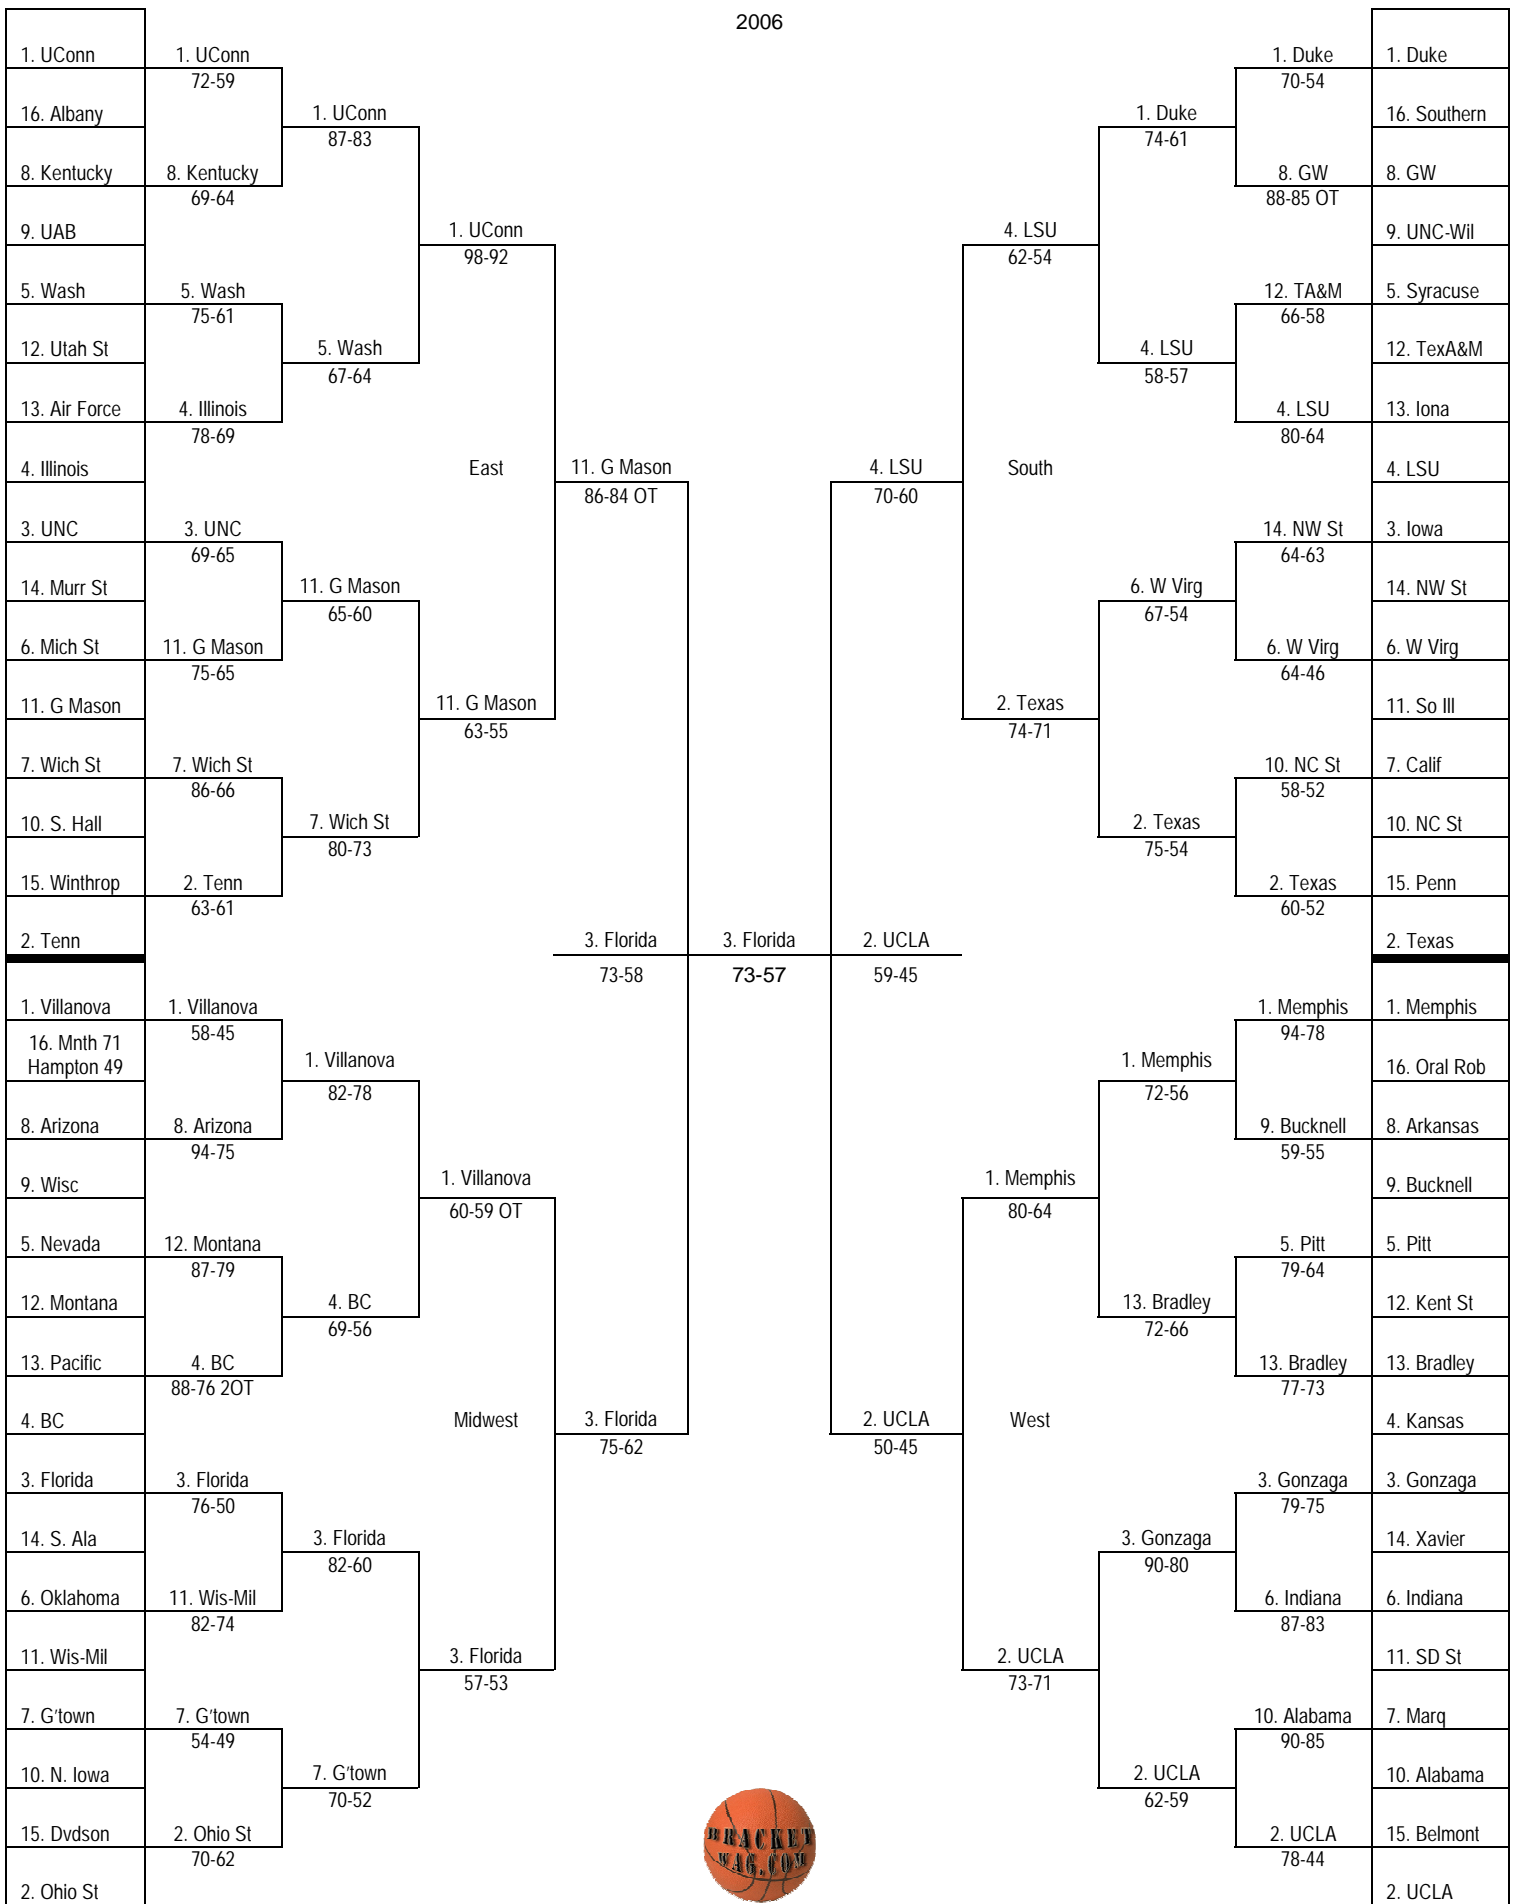 2006
1. UConn
16. Albany
8. Kentucky
9. UAB
5. Wash
12. Utah St
13. Air Force
4. Illinois
3. UNC
14. Murr St
6. Mich St
11. G Mason
7. Wich St
10. S. Hall
15. Winthrop
2. Tenn
1. Villanova
16. Mnth 71
Hampton 49
8. Arizona
9. Wisc
5. Nevada
12. Montana
13. Pacific
4. BC
3. Florida
14. S. Ala
6. Oklahoma
11. Wis-Mil
7. G'town
10. N. Iowa
15. Dvdson
2. Ohio St
1. UConn
72-59
8. Kentucky
69-64
5. Wash
75-61
4. Illinois
78-69
3. UNC
69-65
11. G Mason
75-65
7. Wich St
86-66
2. Tenn
63-61
1. Villanova
58-45
8. Arizona
94-75
12. Montana
87-79
4. BC
88-76 2OT
3. Florida
76-50
11. Wis-Mil
82-74
7. G'town
54-49
2. Ohio St
70-62
1. UConn
87-83
5. Wash
67-64
11. G Mason
65-60
7. Wich St
80-73
1. Villanova
82-78
4. BC
69-56
3. Florida
82-60
7. G'town
70-52
1. UConn
98-92
East
11. G Mason
63-55
1. Villanova
60-59 OT
Midwest
3. Florida
57-53
11. G Mason
86-84 OT
3. Florida
73-58
3. Florida
75-62
3. Florida
73-57
4. LSU
70-60
2. UCLA
59-45
2. UCLA
50-45
4. LSU
62-54
South
2. Texas
74-71
1. Memphis
80-64
West
2. UCLA
73-71
1. Duke
74-61
4. LSU
58-57
6. W Virg
67-54
2. Texas
75-54
1. Memphis
72-56
13. Bradley
72-66
3. Gonzaga
90-80
2. UCLA
62-59
1. Duke
70-54
8. GW
88-85 OT
12. TA&M
66-58
4. LSU
80-64
14. NW St
64-63
6. W Virg
64-46
10. NC St
58-52
2. Texas
60-52
1. Memphis
94-78
9. Bucknell
59-55
5. Pitt
79-64
13. Bradley
77-73
3. Gonzaga
79-75
6. Indiana
87-83
10. Alabama
90-85
2. UCLA
78-44
1. Duke
16. Southern
8. GW
9. UNC-Wil
5. Syracuse
12. TexA&M
13. Iona
4. LSU
3. Iowa
14. NW St
6. W Virg
11. So Ill
7. Calif
10. NC St
15. Penn
2. Texas
1. Memphis
16. Oral Rob
8. Arkansas
9. Bucknell
5. Pitt
12. Kent St
13. Bradley
4. Kansas
3. Gonzaga
14. Xavier
6. Indiana
11. SD St
7. Marq
10. Alabama
15. Belmont
2. UCLA
BRACKET
WAG.COM